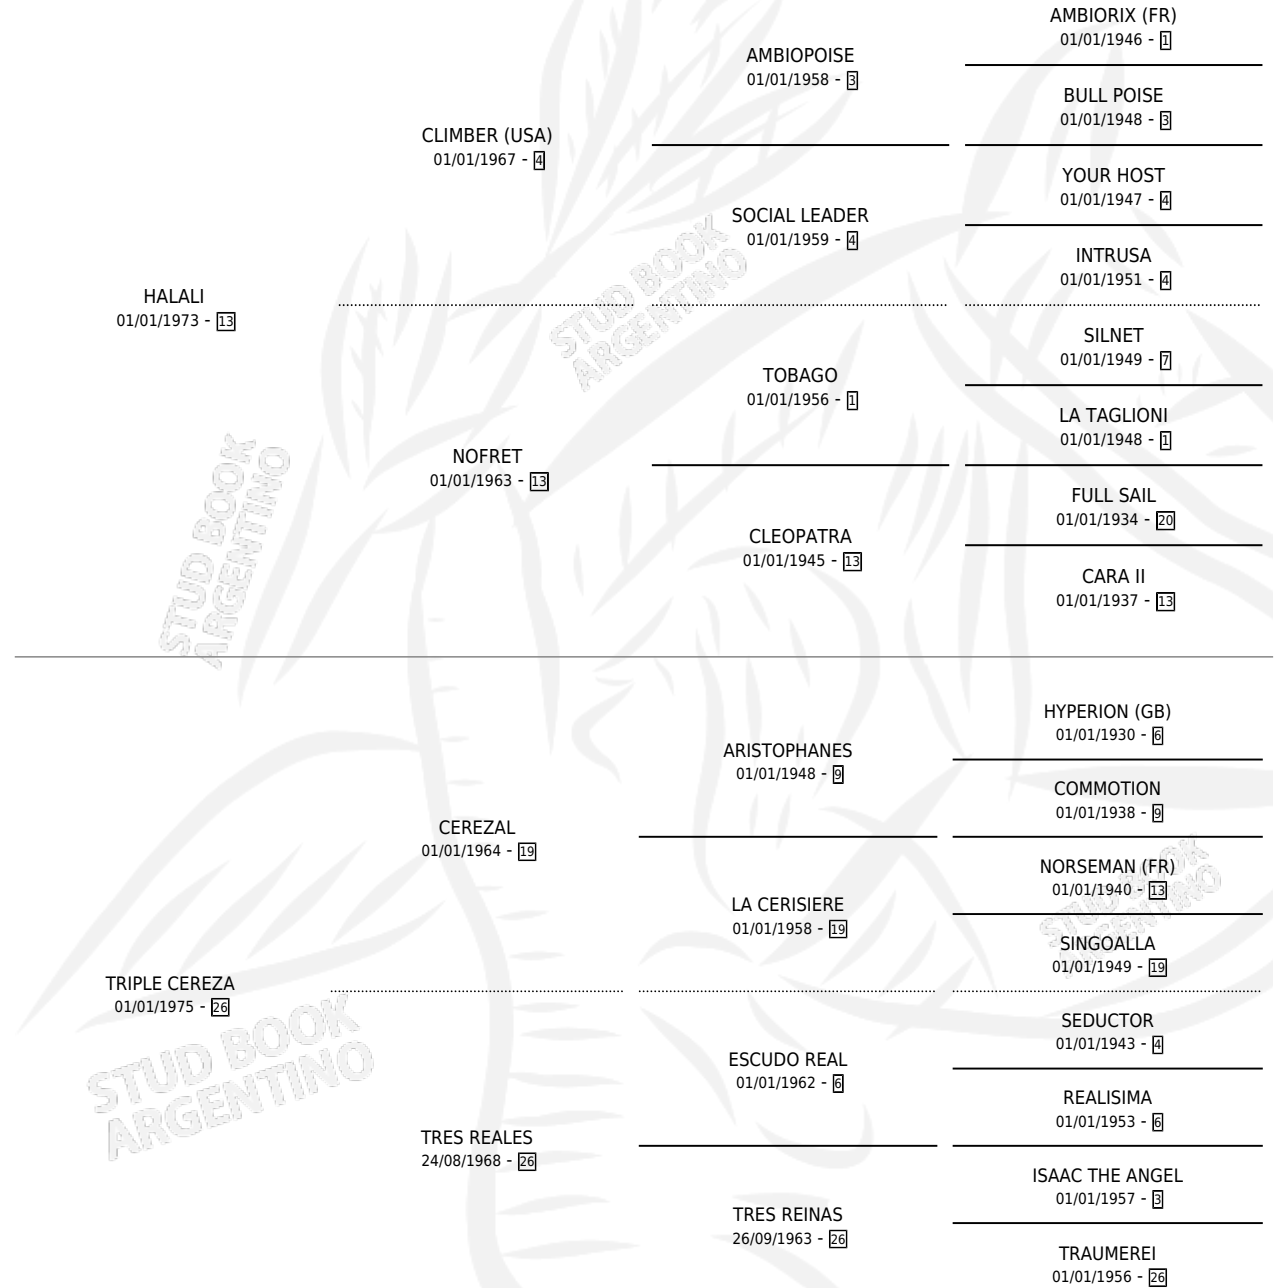 AMBIORIX (FR)
01/01/1946 - 1
AMBIOPOISE
01/01/1958 - 3
BULL POISE
01/01/1948 - 3
CLIMBER (USA)
01/01/1967 - 4
YOUR HOST
01/01/1947 - 4
SOCIAL LEADER
01/01/1959 - 4
INTRUSA
01/01/1951 - 4
HALALI
01/01/1973 - 13
STUD BOOK
ARGENTINO
SILNET
01/01/1949 - 7
TOBAGO
01/01/1956 - 1
LA TAGLIONI
01/01/1948 - 1
NOFRET
01/01/1963 - 13
FULL SAIL
01/01/1934 - 20
CLEOPATRA
01/01/1945 - 13
CARA II
01/01/1937 - 13
STUD BOOK
ARGENTINO
HYPERION (GB)
01/01/1930 - 6
ARISTOPHANES
01/01/1948 - 9
COMMOTION
01/01/1938 - 9
CEREZAL
01/01/1964 - 19
NORSEMAN (FR)
01/01/1940 - 13
LA CERISIERE
01/01/1958 - 19
STUD BOOK
ARGENTINO
SINGOALLA
01/01/1949 - 19
TRIPLE CEREZA
01/01/1975 - 26
SEDUCTOR
01/01/1943 - 4
ESCUDO REAL
01/01/1962 - 6
STUD BOOK
ARGENTINO
REALISIMA
01/01/1953 - 6
TRES REALES
24/08/1968 - 26
ISAAC THE ANGEL
01/01/1957 - 3
TRES REINAS
26/09/1963 - 26
TRAUMEREI
01/01/1956 - 26